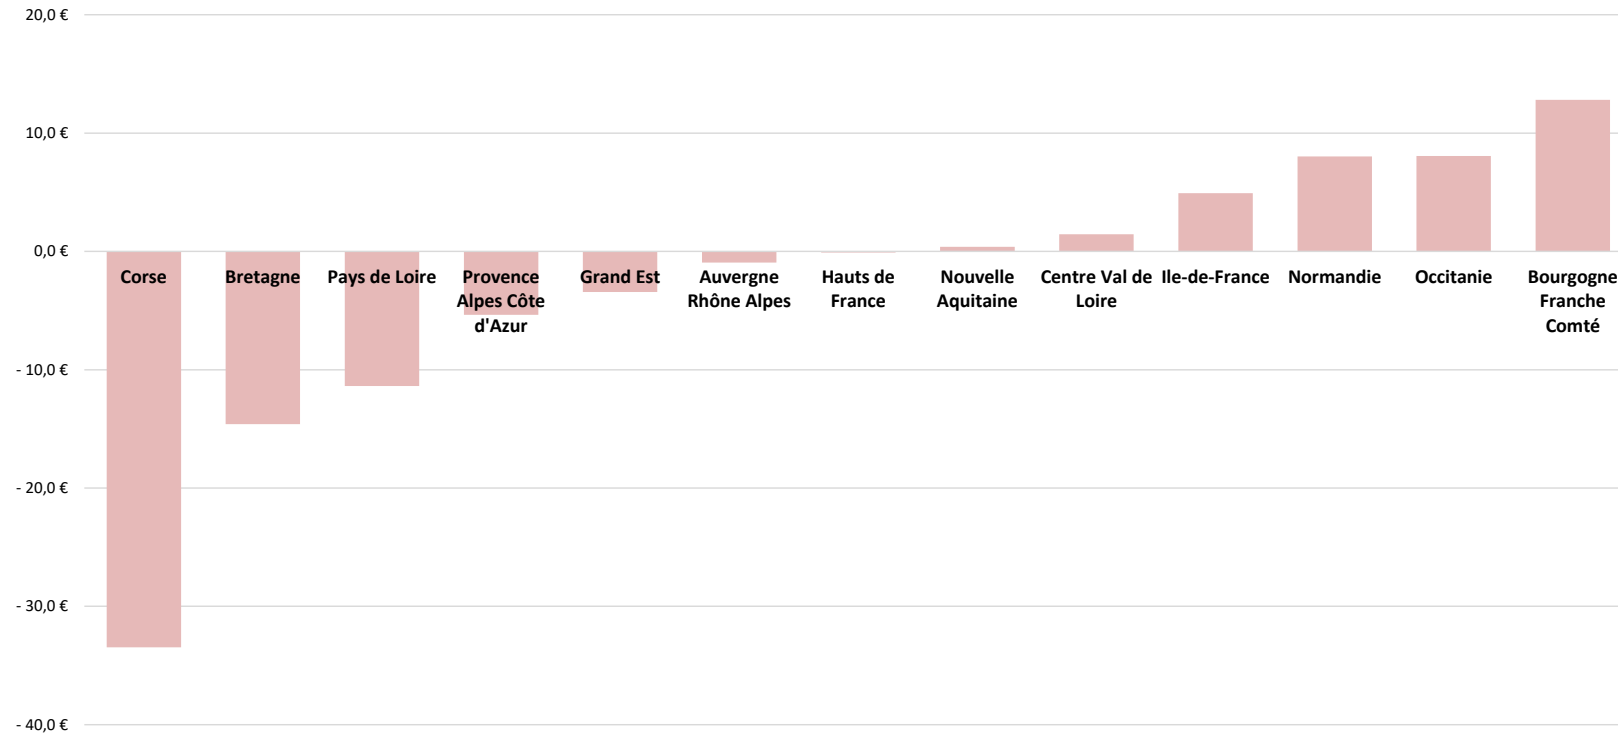 20,0 €
10,0 €
0,0 €
Corse
Bretagne
Pays de Loire
Provence
Alpes Côte
d'Azur
Grand Est
Auvergne
Rhône Alpes
Hauts de
France
Nouvelle
Aquitaine
Centre Val de
Loire
Ile-de-France
Normandie
Occitanie
Bourgogne
Franche
Comté
- 10,0 €
- 20,0 €
- 30,0 €
- 40,0 €